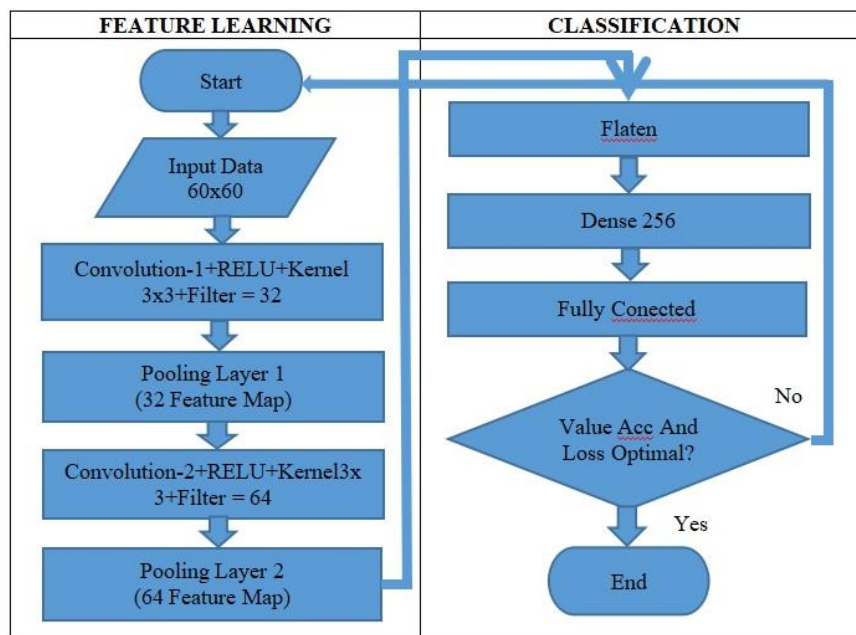 FEATURE LEARNING
Start
Input Data
60x60
Convolution-1+RELU+Kernel
3x3+Filter = 32
Pooling Layer 1
(32 Feature Map)
Convolution-2+RELU+Kernel3x
3+Filter = 64
Pooling Layer 2
(64 Feature Map)
CLASSIFICATION
Flaten
Dense 256
Fully Conected
Value Acc And
Loss Optimal?
No
Yes
End